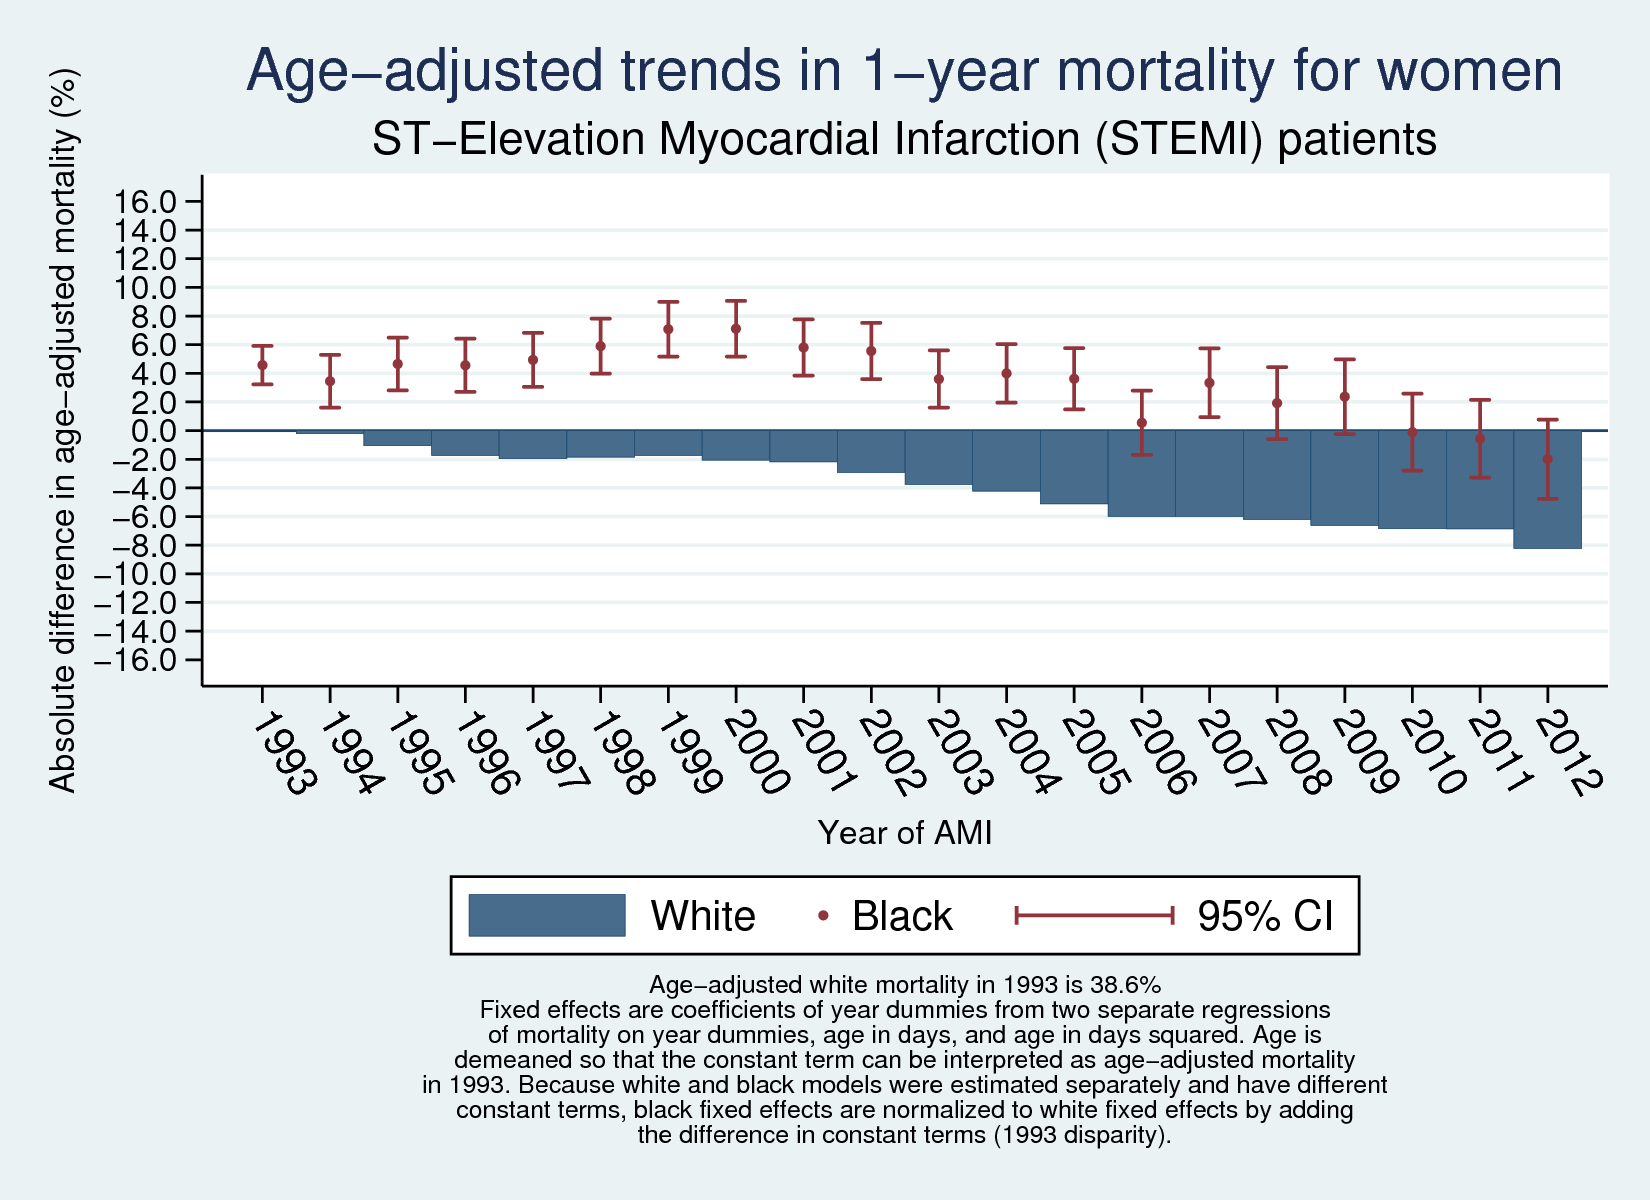 Age−adjusted trends in 1−year mortality for women
ST−Elevation Myocardial Infarction (STEMI) patients
Absolute difference in age−adjusted mortality (%)
16.0
14.0
12.0
10.0
8.0
6.0
4.0
2.0
0.0
−2.0
−4.0
−6.0
−8.0
−10.0
−12.0
−14.0
−16.0
1993 1994 1995 1996 1997 1998 1999 2000 2001 2002 2003 2004 2005 2006 2007 2008 2009 2010 2011 2012
Year of AMI
White Black 95% CI
Age−adjusted white mortality in 1993 is 38.6%
Fixed effects are coefficients of year dummies from two separate regressions
of mortality on year dummies, age in days, and age in days squared. Age is
demeaned so that the constant term can be interpreted as age−adjusted mortality
in 1993. Because white and black models were estimated separately and have different
constant terms, black fixed effects are normalized to white fixed effects by adding
the difference in constant terms (1993 disparity).